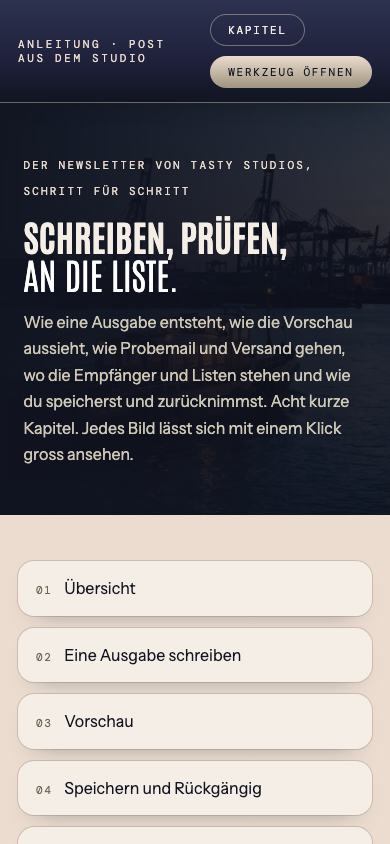 ANLEITUNG · POST
AUS DEM STUDIO
KAPITEL
WERKZEUG ÖFFNEN
DER NEWSLETTER VON TASTY STUDIOS,
SCHRITT FÜR SCHRITT
SCHREIBEN, PRÜFEN,
AN DIE LISTE.
Wie eine Ausgabe entsteht, wie die Vorschau
aussieht, wie Probemail und Versand gehen,
wo die Empfänger und Listen stehen und wie
du speicherst und zurücknimmst. Acht kurze
Kapitel. Jedes Bild lässt sich mit einem Klick
gross ansehen.
01 Übersicht
02 Eine Ausgabe schreiben
03 Vorschau
04 Speichern und Rückgängig